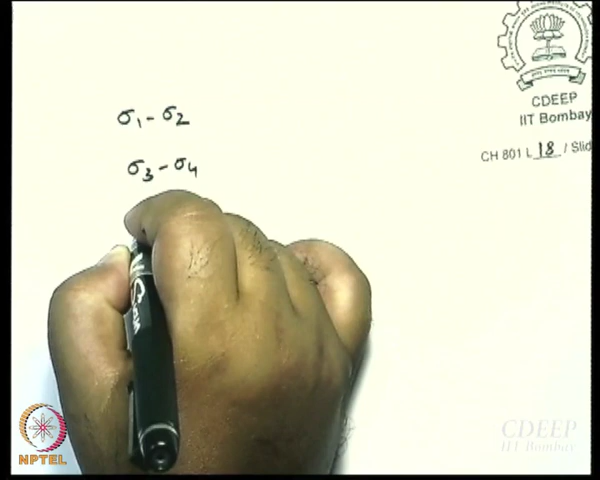 σ₁ - σ₂
σ₃ - σ₄
CDEEP
IIT Bombay
CH 801 L 18 / Slid
NPTEL
CDEEP
IIT Bombay